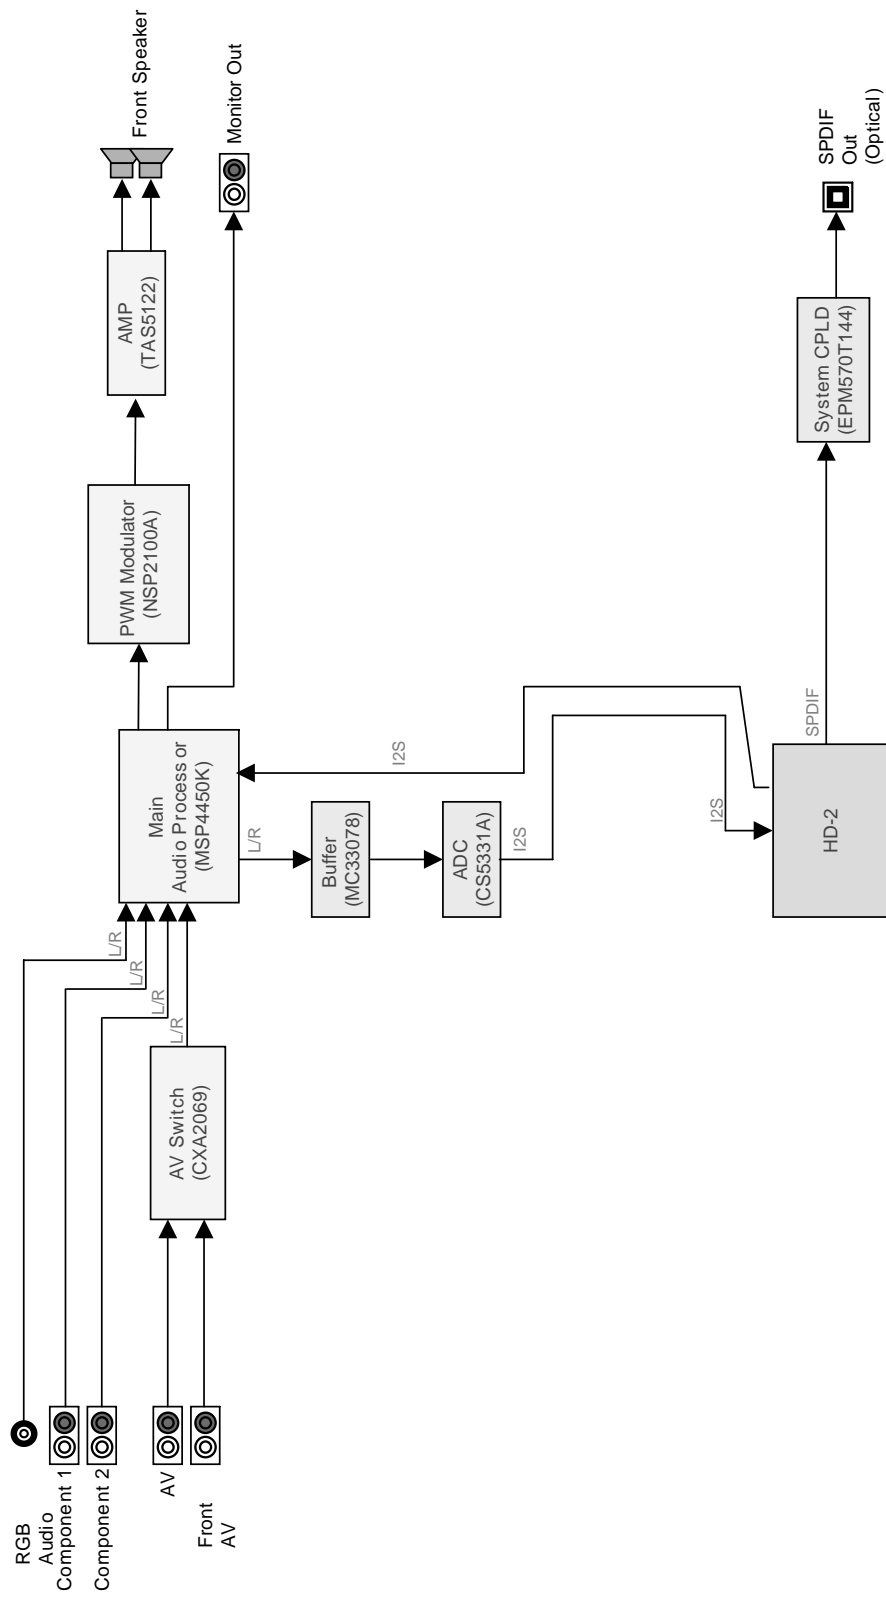 RGB
Audio
Component 1
Component 2
AV
Front
AV
AV Switch
(CXA2069)
L/R
L/R
L/R
L/R
Main
Audio Process or
(MSP4450K)
L/R
Buffer
(MC33078)
ADC
(CS5331A)
I2S
I2S
I2S
HD-2
SPDIF
PWM Modulator
(NSP2100A)
AMP
(TAS5122)
Front Speaker
Monitor Out
System CPLD
(EPM570T144)
SPDIF
Out
(Optical)